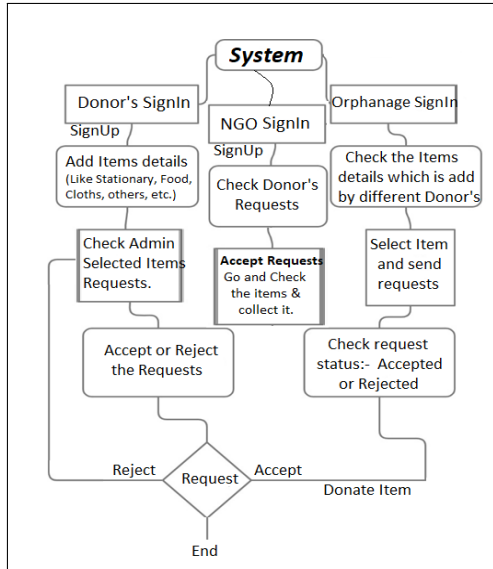 System
Donor's SignIn
SignUp
Add Items details
(Like Stationary, Food,
Cloths, others, etc.)
Check Admin
Selected Items
Requests.
Accept or Reject
the Requests
NGO SignIn
SignUp
Check Donor's
Requests
Accept Requests
Go and Check
the items &
collect it.
Orphanage SignIn
Check the Items
details which is add
by different Donor's
Select Item
and send
requests
Check request
status:- Accepted
or Rejected
Reject
Request
Accept
Donate Item
End